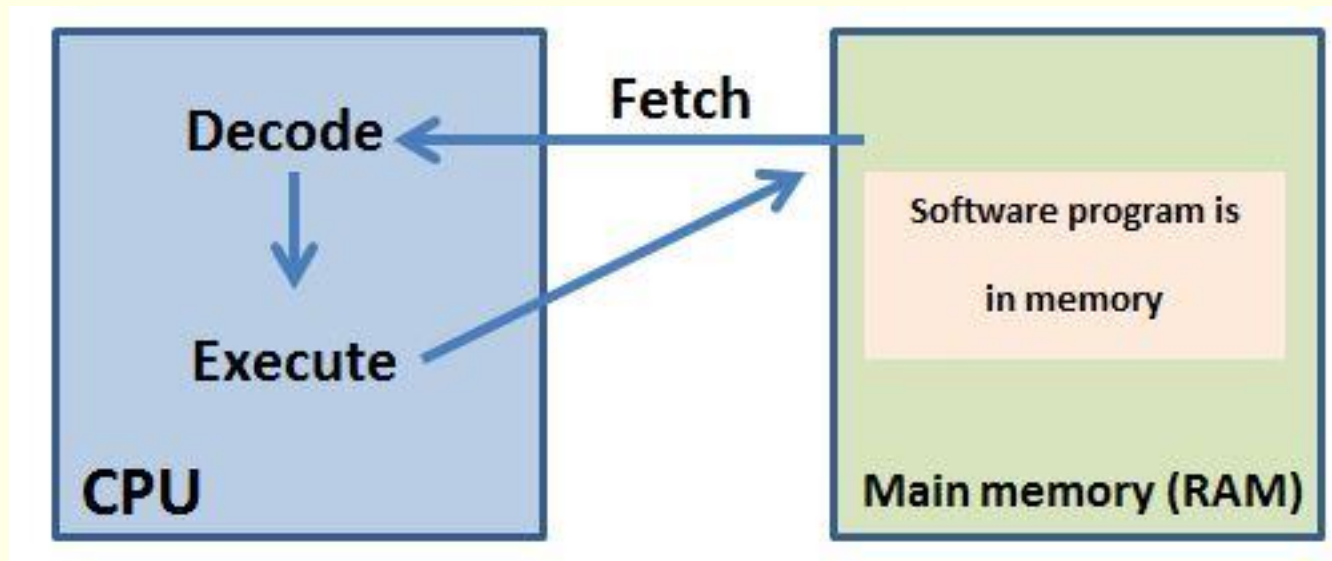 Fetch
Decode
Execute
CPU
Software program is
in memory
Main memory (RAM)